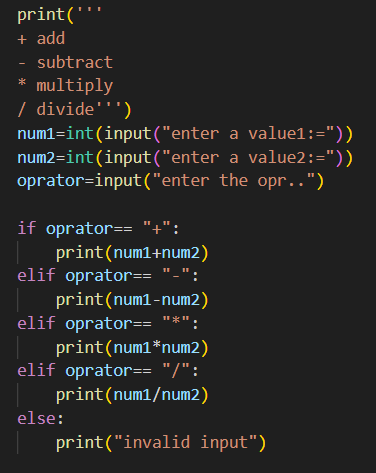 print('''
+ add
- subtract
* multiply
/ divide''')
num1=int(input("enter a value1:="))
num2=int(input("enter a value2:="))
oprator=input("enter the opr..")

if oprator== "+":
    print(num1+num2)
elif oprator== "-":
    print(num1-num2)
elif oprator== "*":
    print(num1*num2)
elif oprator== "/":
    print(num1/num2)
else:
    print("invalid input")